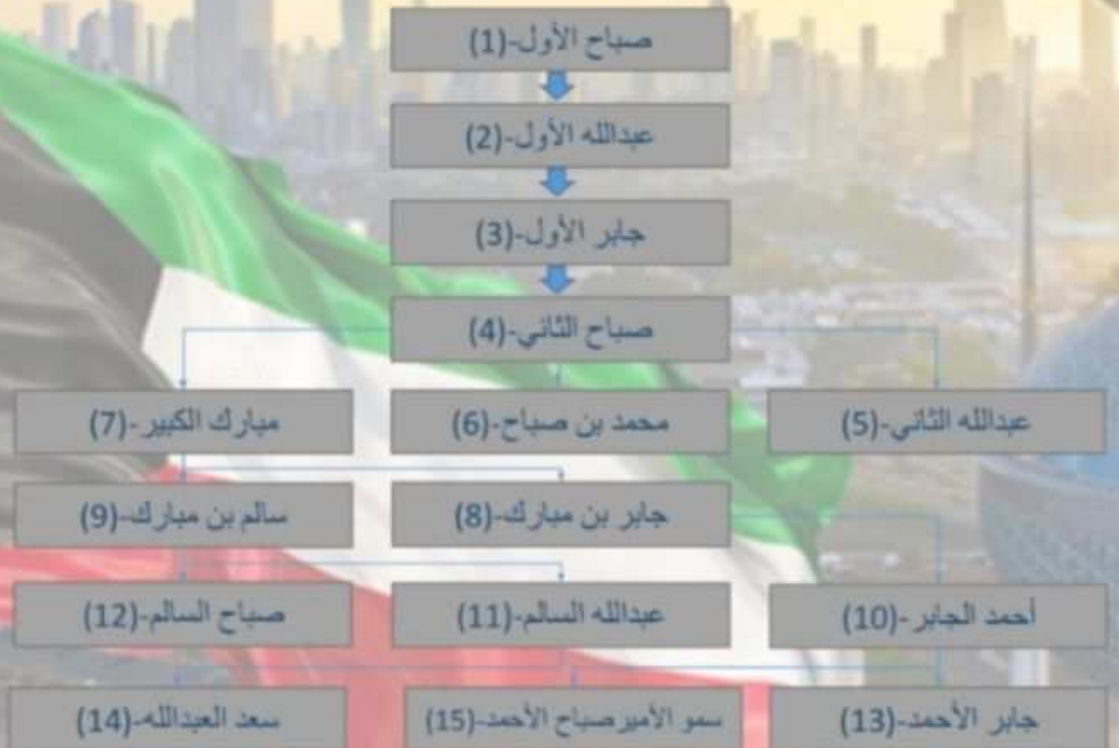 صباح الأول-(1)
عبدالله الأول-(2)
جابر الأول-(3)
صباح الثاني-(4)
عبدالله الثاني-(5)
محمد بن صباح-(6)
مبارك الكبير-(7)
جابر بن مبارك-(8)
سالم بن مبارك-(9)
أحمد الجابر-(10)
عبدالله السالم-(11)
صباح السالم-(12)
جابر الأحمد-(13)
سمو الأمير صباح الأحمد-(15)
سعد العبدالله-(14)